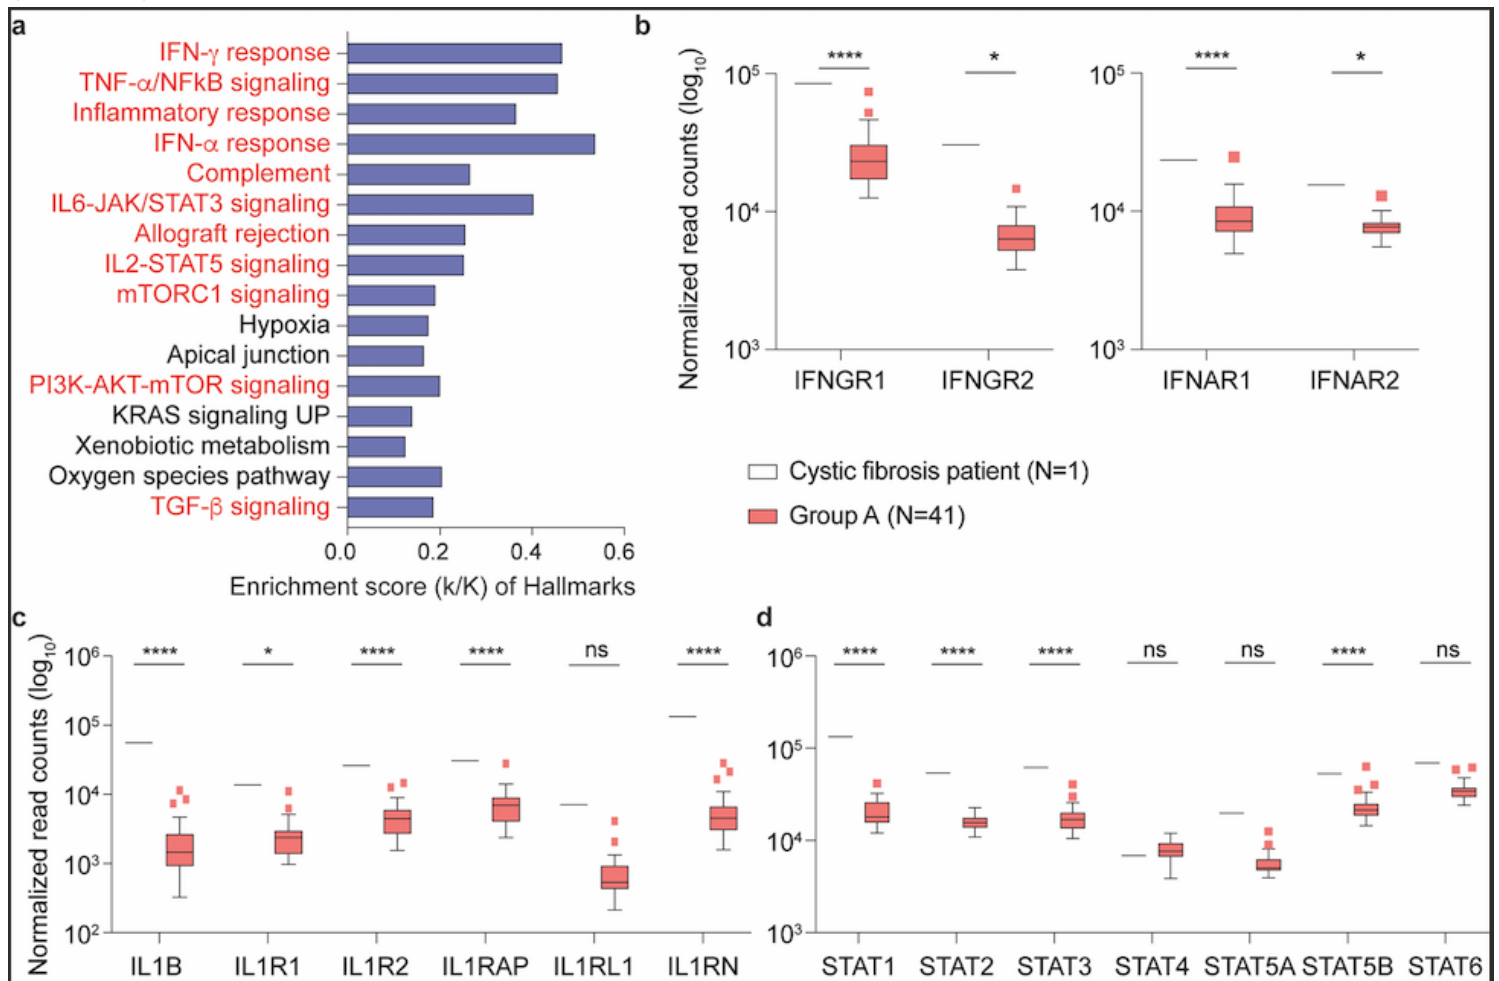 a
IFN-γ response
TNF-α/NFkB signaling
Inflammatory response
IFN-α response
Complement
IL6-JAK/STAT3 signaling
Allograft rejection
IL2-STAT5 signaling
mTORC1 signaling
Hypoxia
Apical junction
PI3K-AKT-mTOR signaling
KRAS signaling UP
Xenobiotic metabolism
Oxygen species pathway
TGF-β signaling
0.0 0.2 0.4 0.6
Enrichment score (k/K) of Hallmarks
b
Normalized read counts (log10)
10⁵
10⁴
10³
**** *
IFNGR1 IFNGR2
10⁵
10⁴
10³
**** *
IFNAR1 IFNAR2
Cystic fibrosis patient (N=1)
Group A (N=41)
c
Normalized read counts (log10)
10⁶
10⁵
10⁴
10³
10²
**** * **** **** ns ****
IL1B IL1R1 IL1R2 IL1RAP IL1RL1 IL1RN
d
10⁶
10⁵
10⁴
10³
**** **** **** ns ns **** ns
STAT1 STAT2 STAT3 STAT4 STAT5A STAT5B STAT6